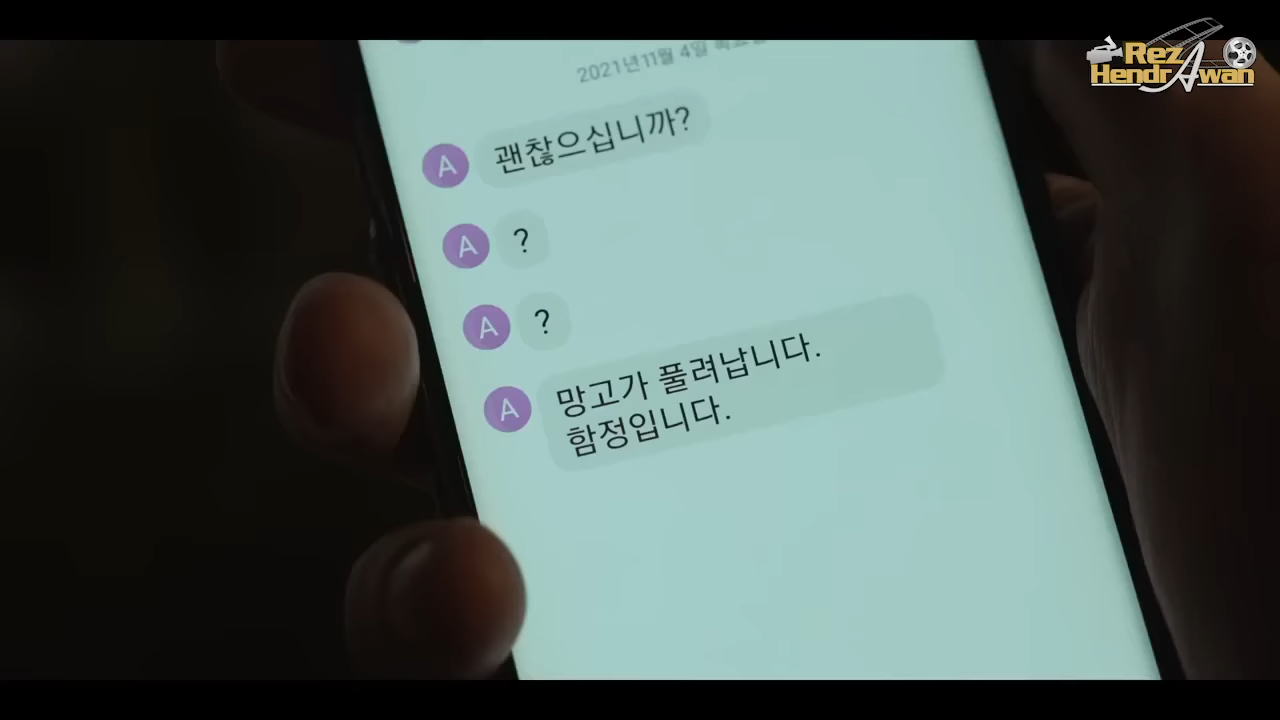 Rez
HendrAwan
2021년 11월 4일
괜찮으십니까?
?
?
망고가 풀려납니다.
함정입니다.
A
A
A
A